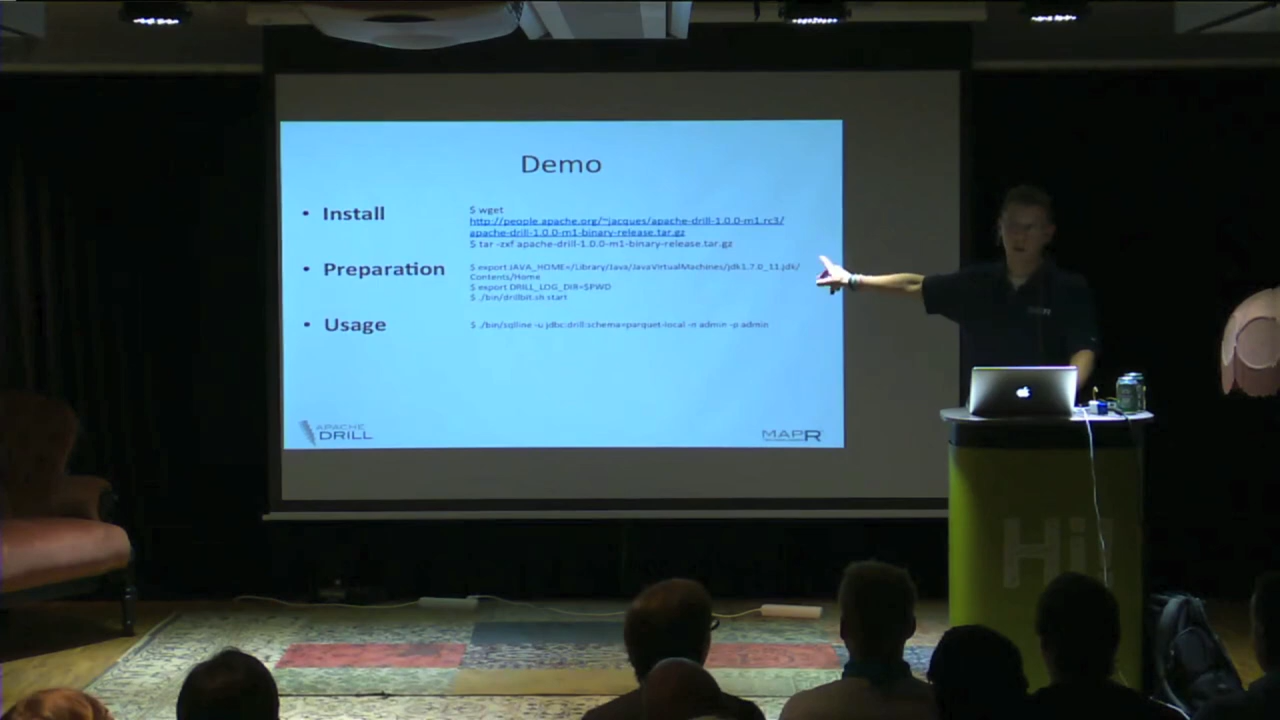 Demo
• Install
$ wget
http://people.apache.org/~jacques/apache-drill-1.0.0-m1.rc3/
apache-drill-1.0.0-m1-binary-release.tar.gz
$ tar -zxf apache-drill-1.0.0-m1-binary-release.tar.gz
• Preparation
$ export JAVA_HOME=/Library/Java/JavaVirtualMachines/jdk1.7.0_11.jdk/
Contents/Home
$ export DRILL_LOG_DIR=$PWD
$ ./bin/drillbit.sh start
• Usage
$ ./bin/sqlline -u jdbc:drill:schema=parquet-local -n admin -p admin
APACHE
DRILL
MAPR
Hi!